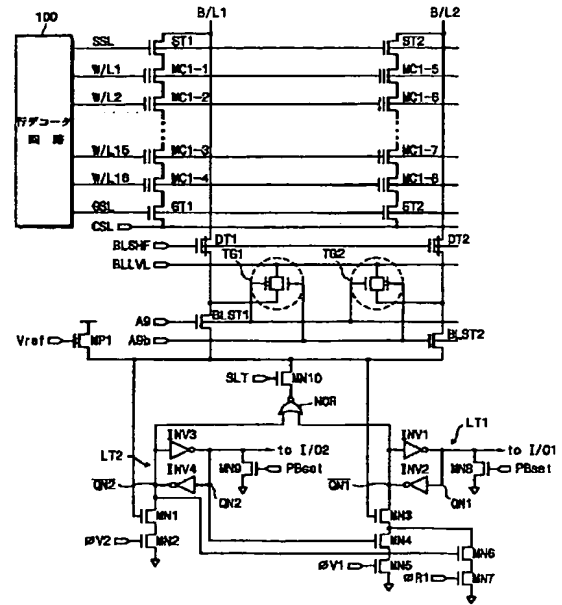 B/L1
B/L2
100
SSL
ST1
ST2
W/L1
MC1-1
MC1-5
W/L2
MC1-2
MC1-6
行デコーダ
回路
W/L15
MC1-3
MC1-7
W/L16
MC1-4
MC1-8
GSL
GT1
GT2
CSL
BLSHF
DT1
DT2
BLLVL
TG1
TG2
A9
BLST1
A9b
BLST2
Vref
MP1
SLT
MN10
NOR
INV3
INV1
LT1
LT2
to I/O2
to I/O1
INV4
MN9
PBset
INV2
MN8
PBset
QN2
QN2
QN1
QN1
MN1
MN3
ØV2
MN2
MN4
MN6
ØV1
MN5
ØR1
MN7